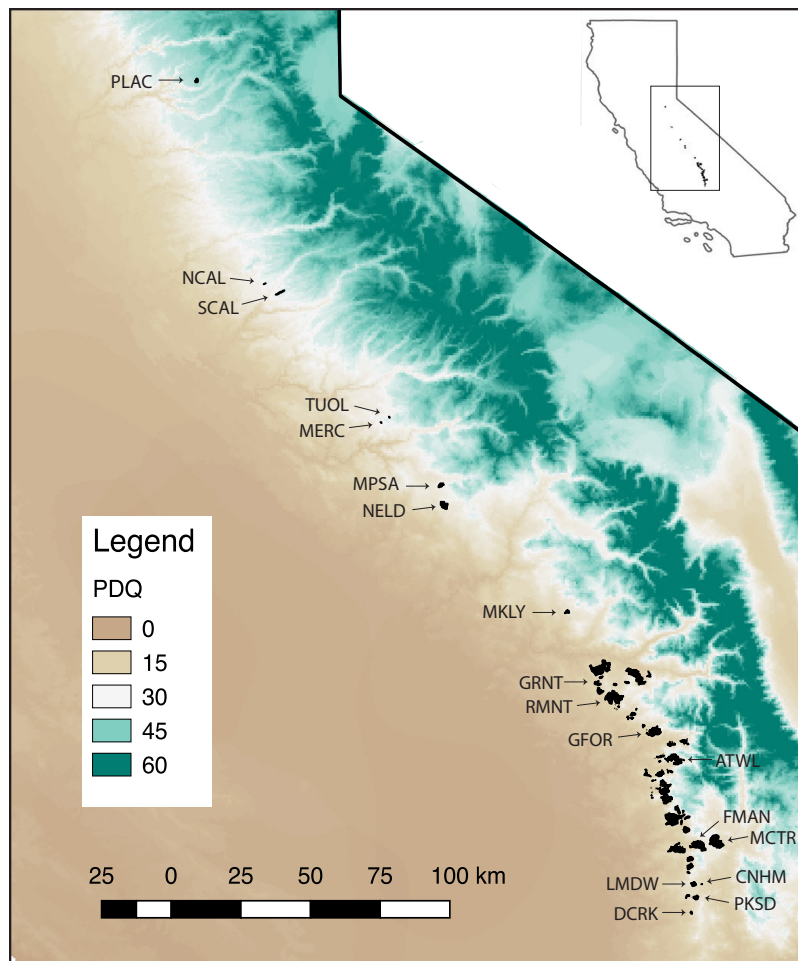 PLAC
NCAL
SCAL
TUOL
MERC
MPSA
NELD
Legend
PDQ
0
15
30
45
60
MKLY
GRNT
RMNT
GFOR
ATWL
FMAN
MCTR
25 0 25 50 75 100 km
LMDW
CNHM
PKSD
DCRK